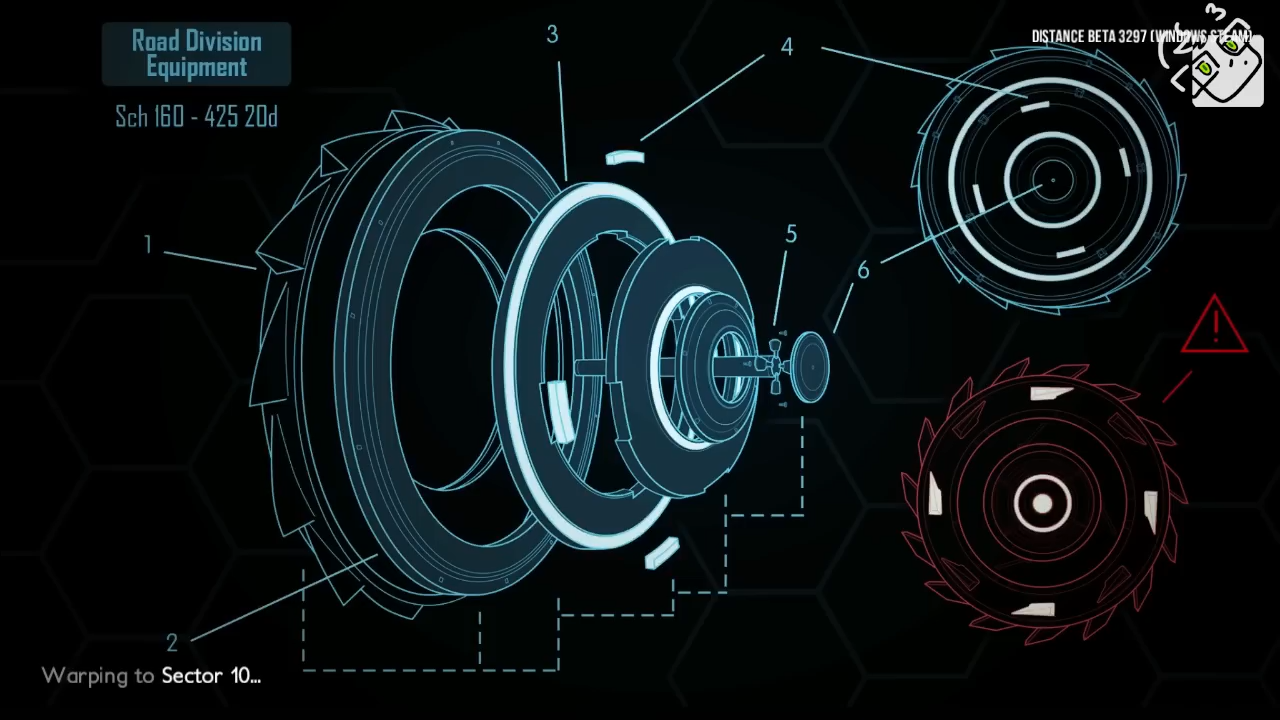 Road Division
Equipment
Sch 160 - 425 20d
DISTANCE BETA 3297 (WINDOWS STEAM)
3
4
1
5
6
2
Warping to Sector 10...